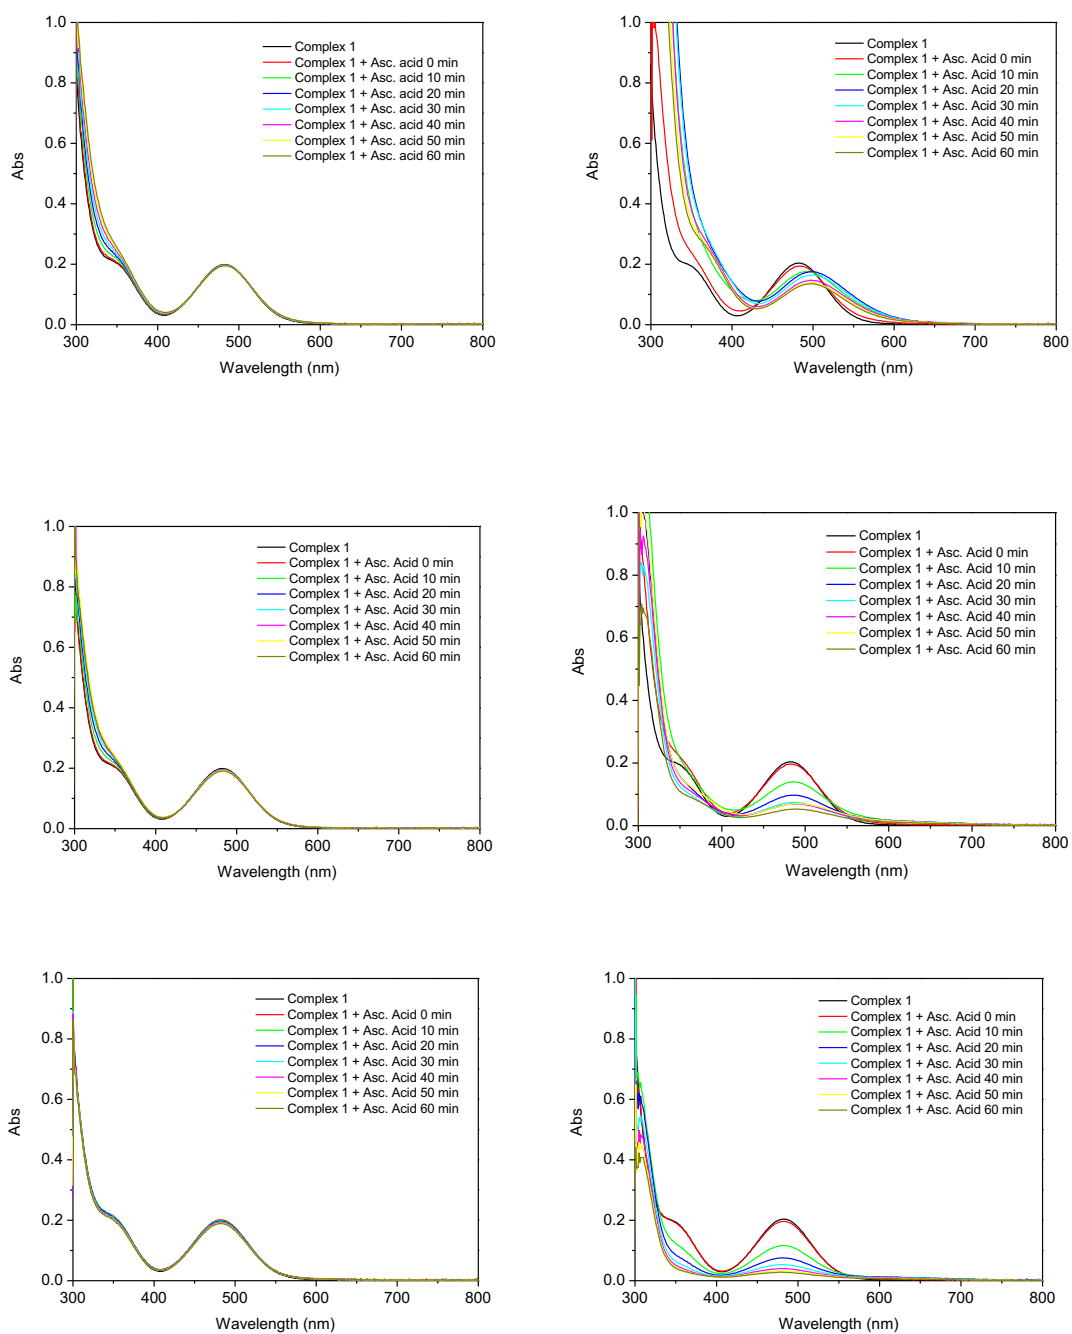 1.0
0.8
0.6
0.4
0.2
0.0
300 400 500 600 700 800
Abs
Wavelength (nm)
Complex 1
Complex 1 + Asc. acid 0 min
Complex 1 + Asc. acid 10 min
Complex 1 + Asc. acid 20 min
Complex 1 + Asc. acid 30 min
Complex 1 + Asc. acid 40 min
Complex 1 + Asc. acid 50 min
Complex 1 + Asc. acid 60 min
1.0
0.8
0.6
0.4
0.2
0.0
300 400 500 600 700 800
Abs
Wavelength (nm)
Complex 1
Complex 1 + Asc. Acid 0 min
Complex 1 + Asc. Acid 10 min
Complex 1 + Asc. Acid 20 min
Complex 1 + Asc. Acid 30 min
Complex 1 + Asc. Acid 40 min
Complex 1 + Asc. Acid 50 min
Complex 1 + Asc. Acid 60 min
1.0
0.8
0.6
0.4
0.2
0.0
300 400 500 600 700 800
Abs
Wavelength (nm)
Complex 1
Complex 1 + Asc. Acid 0 min
Complex 1 + Asc. Acid 10 min
Complex 1 + Asc. Acid 20 min
Complex 1 + Asc. Acid 30 min
Complex 1 + Asc. Acid 40 min
Complex 1 + Asc. Acid 50 min
Complex 1 + Asc. Acid 60 min
1.0
0.8
0.6
0.4
0.2
0.0
300 400 500 600 700 800
Abs
Wavelength (nm)
Complex 1
Complex 1 + Asc. Acid 0 min
Complex 1 + Asc. Acid 10 min
Complex 1 + Asc. Acid 20 min
Complex 1 + Asc. Acid 30 min
Complex 1 + Asc. Acid 40 min
Complex 1 + Asc. Acid 50 min
Complex 1 + Asc. Acid 60 min
1.0
0.8
0.6
0.4
0.2
0.0
300 400 500 600 700 800
Abs
Wavelength (nm)
Complex 1
Complex 1 + Asc. Acid 0 min
Complex 1 + Asc. Acid 10 min
Complex 1 + Asc. Acid 20 min
Complex 1 + Asc. Acid 30 min
Complex 1 + Asc. Acid 40 min
Complex 1 + Asc. Acid 50 min
Complex 1 + Asc. Acid 60 min
1.0
0.8
0.6
0.4
0.2
0.0
300 400 500 600 700 800
Abs
Wavelength (nm)
Complex 1
Complex 1 + Asc. Acid 0 min
Complex 1 + Asc. Acid 10 min
Complex 1 + Asc. Acid 20 min
Complex 1 + Asc. Acid 30 min
Complex 1 + Asc. Acid 40 min
Complex 1 + Asc. Acid 50 min
Complex 1 + Asc. Acid 60 min